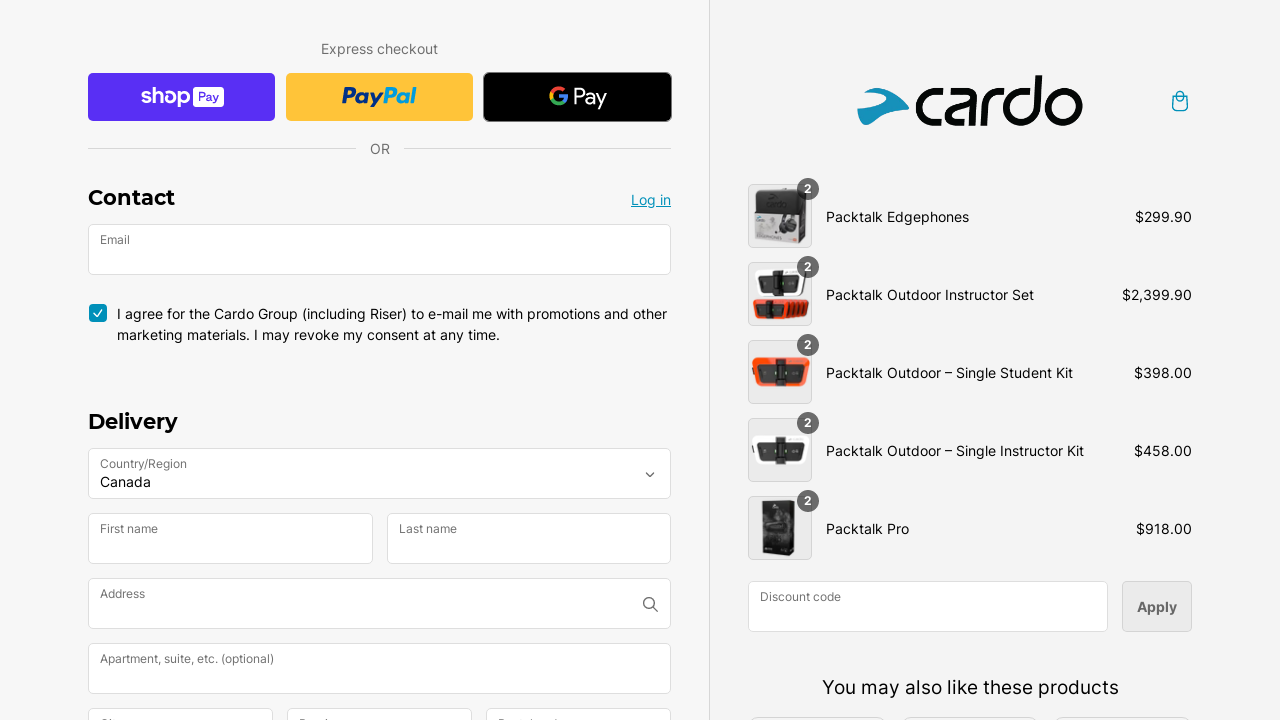 Express checkout
shop Pay
PayPal
G Pay
OR
Contact
Log in
Email
I agree for the Cardo Group (including Riser) to e-mail me with promotions and other
marketing materials. I may revoke my consent at any time.
Delivery
Country/Region
Canada
First name
Last name
Address
Apartment, suite, etc. (optional)
cardo
2
Packtalk Edgephones
$299.90
2
Packtalk Outdoor Instructor Set
$2,399.90
2
Packtalk Outdoor – Single Student Kit
$398.00
2
Packtalk Outdoor – Single Instructor Kit
$458.00
2
Packtalk Pro
$918.00
Discount code
Apply
You may also like these products